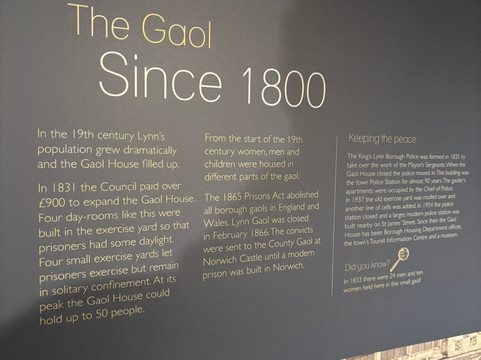 The Gaol
Since 1800
In the 19th century Lynn's
population grew dramatically
and the Gaol House filled up.
In 1831 the Council paid over
£900 to expand the Gaol House.
Four day-rooms like this were
built in the exercise yard so that
prisoners had some daylight.
Four small exercise yards let
prisoners exercise but remain
in solitary confinement. At its
peak the Gaol House could
hold up to 50 people.
From the start of the 19th
century women, men and
children were housed in
different parts of the gaol.
The 1865 Prisons Act abolished
all borough gaols in England and
Wales. Lynn Gaol was closed
in February 1866. The convicts
were sent to the County Gaol at
Norwich Castle until a modern
prison was built in Norwich.
Keeping the peace
The King's Lynn Borough Police was formed in 1835 to
take over the work of the Mayor's Sergeants. When the
Gaol House closed the police moved in. This building was
the town Police Station for almost 90 years. The gaoler's
apartments were occupied by the Chief of Police.
In 1937 the old exercise yard was roofed over and
another line of cells was added. In 1954 the police
station closed and a larger, modern police station was
built nearby on St James Street. Since then the Gaol
House has been Borough Housing Department offices,
the town's Tourist Information Centre and a museum.
Did you know?
In 1833 there were 24 men and ten
women held here in this small gaol!